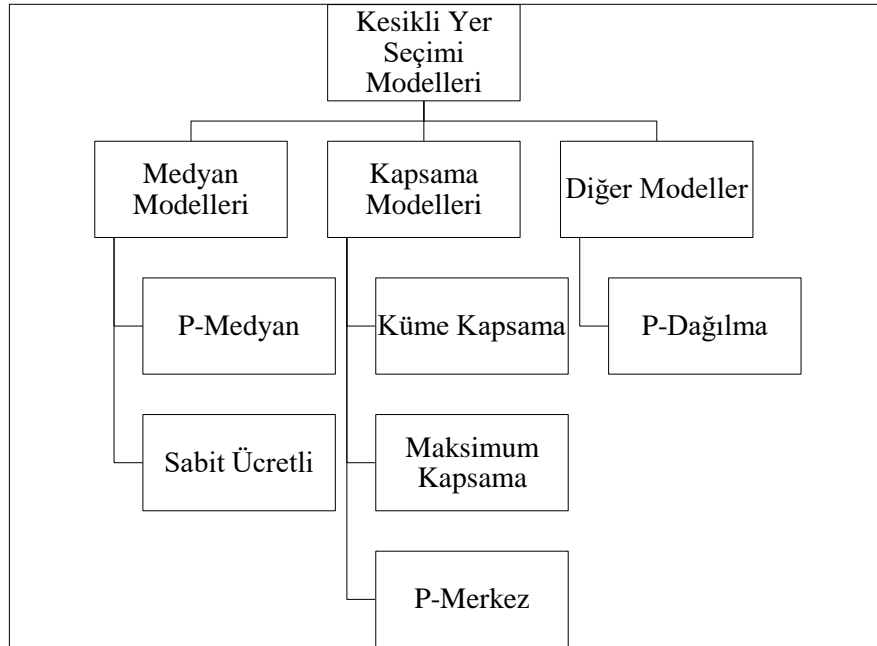 Kesikli Yer
Seçimi
Modelleri
Medyan
Modelleri
Kapsama
Modelleri
Diğer Modeller
P-Medyan
Küme Kapsama
P-Dağılma
Sabit Ücretli
Maksimum
Kapsama
P-Merkez